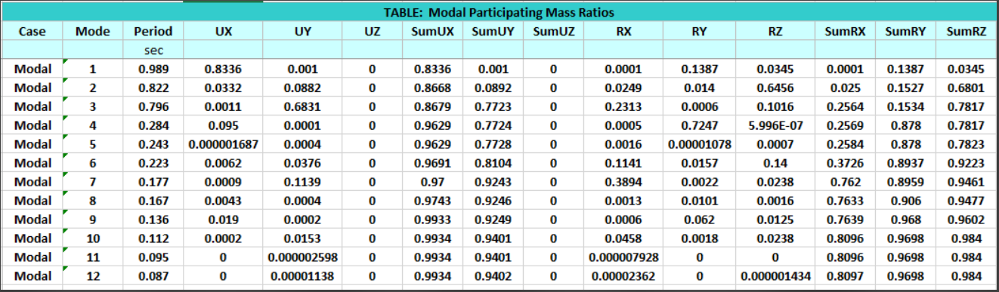 TABLE: Modal Participating Mass Ratios
Case Mode Period UX UY UZ SumUX SumUY SumUZ RX RY RZ SumRX SumRY SumRZ
sec
Modal 1 0.989 0.8336 0.001 0 0.8336 0.001 0 0.0001 0.1387 0.0345 0.0001 0.1387 0.0345
Modal 2 0.822 0.0332 0.0882 0 0.8668 0.0892 0 0.0249 0.014 0.6456 0.025 0.1527 0.6801
Modal 3 0.796 0.0011 0.6831 0 0.8679 0.7723 0 0.2313 0.0006 0.1016 0.2564 0.1534 0.7817
Modal 4 0.284 0.095 0.0001 0 0.9629 0.7724 0 0.0005 0.7247 5.996E-07 0.2569 0.878 0.7817
Modal 5 0.243 0.000001687 0.0004 0 0.9629 0.7728 0 0.0016 0.00001078 0.0007 0.2584 0.878 0.7823
Modal 6 0.223 0.0062 0.0376 0 0.9691 0.8104 0 0.1141 0.0157 0.14 0.3726 0.8937 0.9223
Modal 7 0.177 0.0009 0.1139 0 0.97 0.9243 0 0.3894 0.0022 0.0238 0.762 0.8959 0.9461
Modal 8 0.167 0.0043 0.0004 0 0.9743 0.9246 0 0.0013 0.0101 0.0016 0.7633 0.906 0.9477
Modal 9 0.136 0.019 0.0002 0 0.9933 0.9249 0 0.0006 0.062 0.0125 0.7639 0.968 0.9602
Modal 10 0.112 0.0002 0.0153 0 0.9934 0.9401 0 0.0458 0.0018 0.0238 0.8096 0.9698 0.984
Modal 11 0.095 0 0.000002598 0 0.9934 0.9401 0 0.000007928 0 0 0.8096 0.9698 0.984
Modal 12 0.087 0 0.00001138 0 0.9934 0.9402 0 0.00002362 0 0.000001434 0.8097 0.9698 0.984